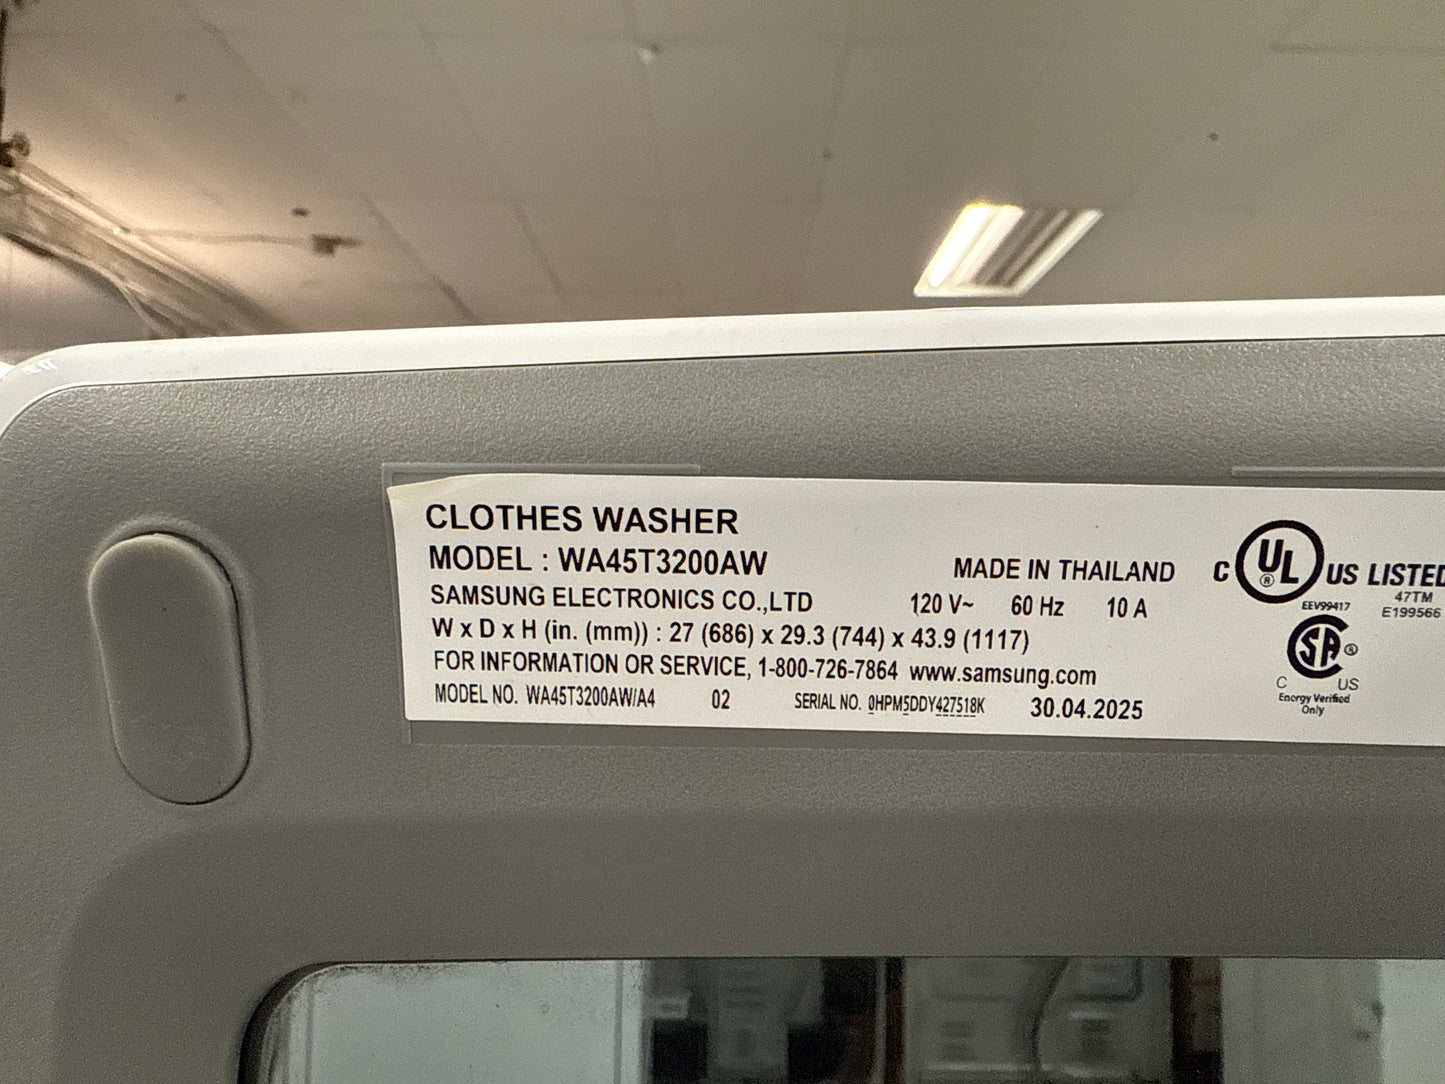 CLOTHES WASHER
MODEL : WA45T3200AW
MADE IN THAILAND
SAMSUNG ELECTRONICS CO.,LTD 120 V~ 60 Hz 10 A
W x D x H (in. (mm)) : 27 (686) x 29.3 (744) x 43.9 (1117)
FOR INFORMATION OR SERVICE, 1-800-726-7864 www.samsung.com
MODEL NO. WA45T3200AW/A4 02 SERIAL NO. 0HPM5DDY427518K 30.04.2025
C UL ® US LISTED
47TM
EEV99417 E199566
SA ®
C US
Energy Verified
Only